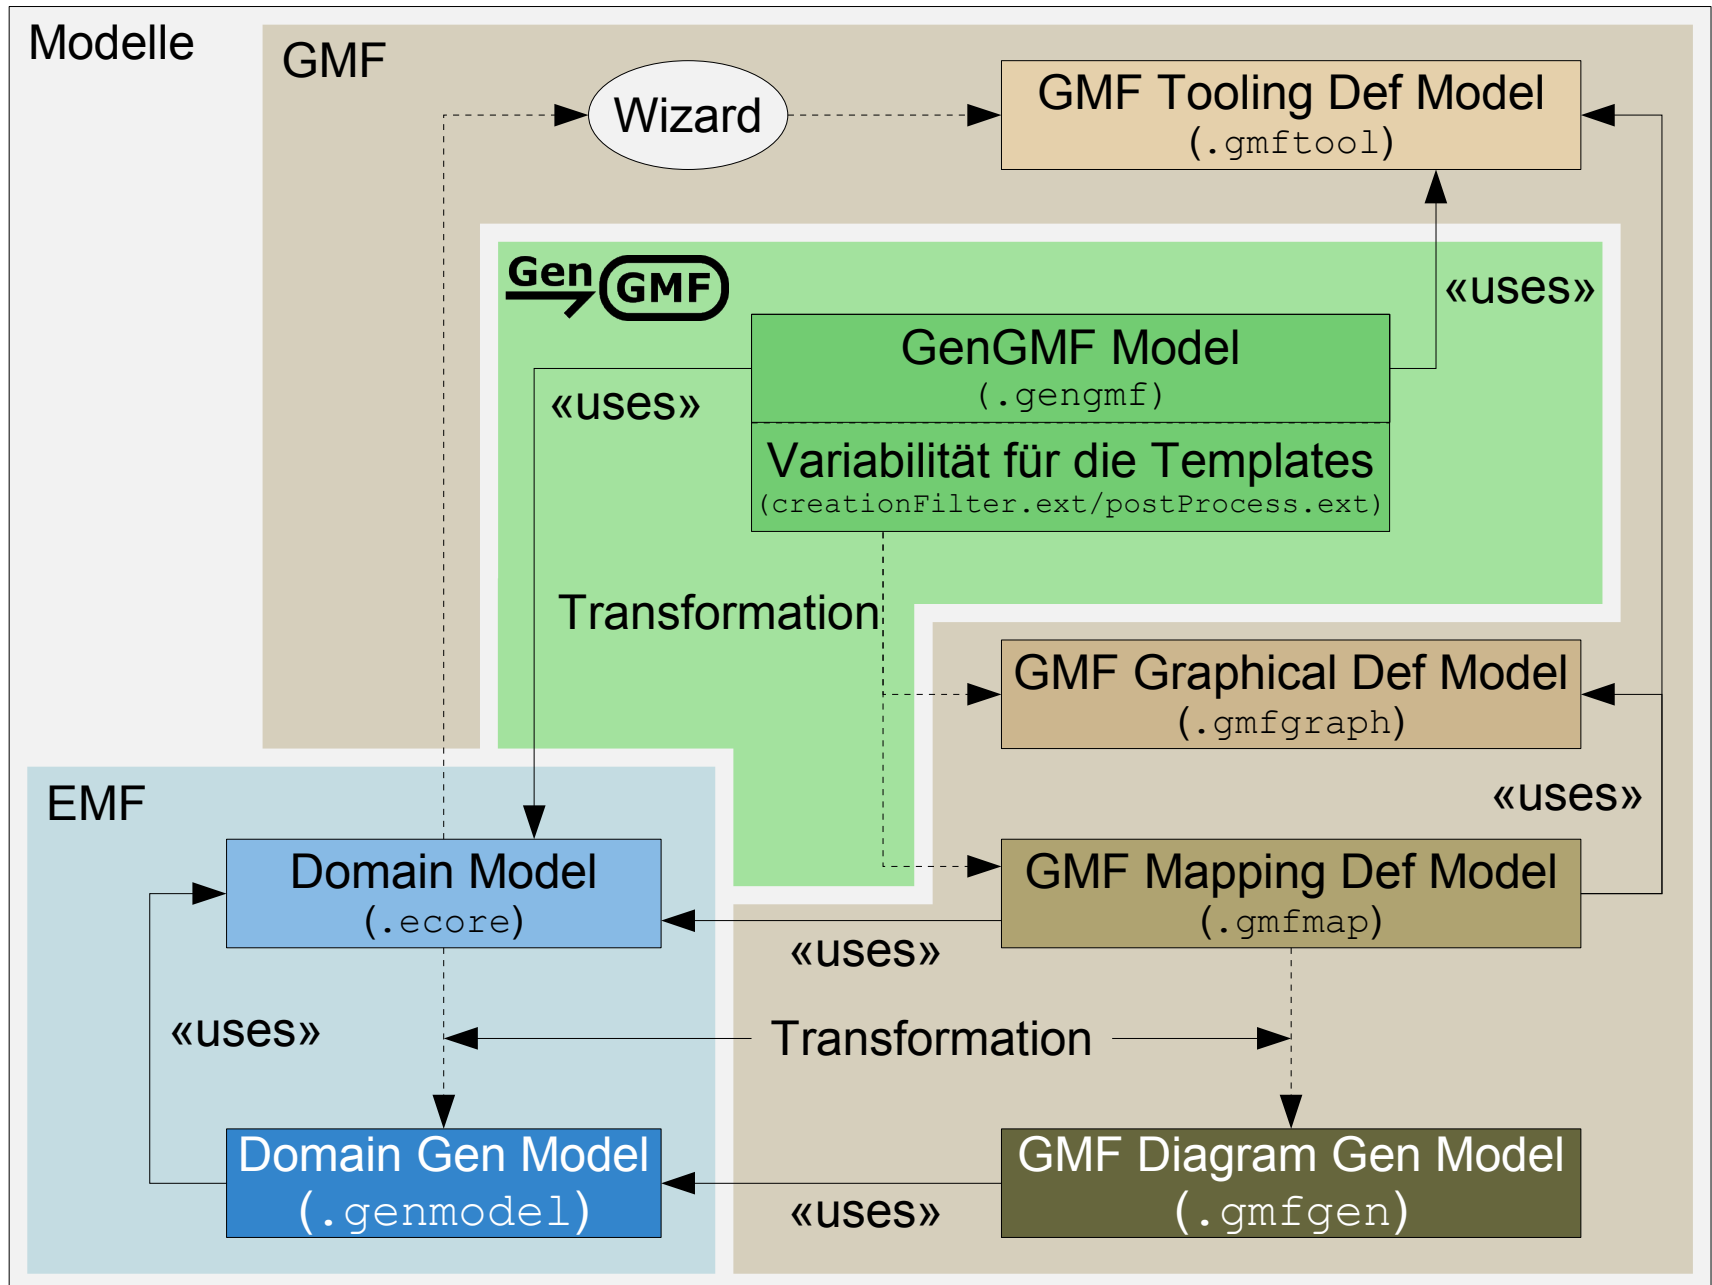 Modelle
GMF
Wizard
GMF Tooling Def Model
(.gmftool)
Gen
GMF
«uses»
GenGMF Model
(.gengmf)
«uses»
Variabilität für die Templates
(creationFilter.ext/postProcess.ext)
Transformation
GMF Graphical Def Model
(.gmfgraph)
«uses»
EMF
Domain Model
(.ecore)
GMF Mapping Def Model
(.gmfmap)
«uses»
«uses»
Transformation
Domain Gen Model
(.genmodel)
«uses»
GMF Diagram Gen Model
(.gmfgen)